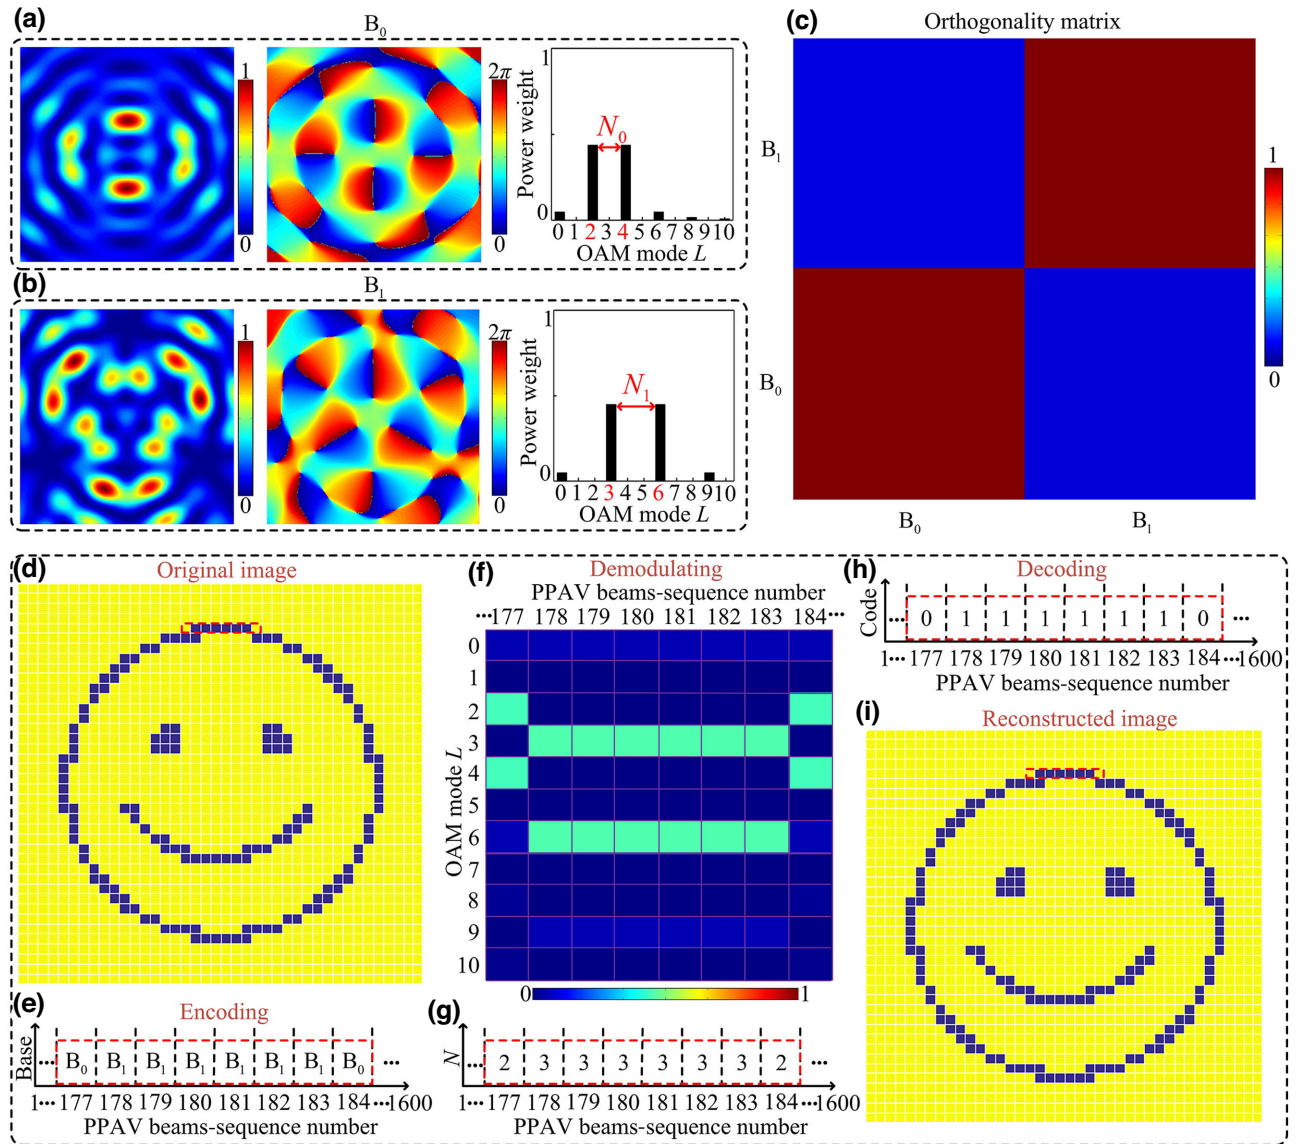 (a)
B0
1
0
2π
0
Power weight
1
0
N0
0 1 2 3 4 5 6 7 8 9 10
OAM mode L
(b)
B1
1
0
2π
0
Power weight
1
0
N1
0 1 2 3 4 5 6 7 8 9 10
OAM mode L
(c)
Orthogonality matrix
B1
B0
B0 B1
1
0
(d)
Original image
(e)
Encoding
Base
··· B0 B1 B1 B1 B1 B1 B1 B0 ···
1··· 177 178 179 180 181 182 183 184 ···1600
PPAV beams-sequence number
(f)
Demodulating
PPAV beams-sequence number
···177 178 179 180 181 182 183 184···
OAM mode L
0
1
2
3
4
5
6
7
8
9
10
0 1
(g)
N
··· 2 3 3 3 3 3 3 2 ···
1··· 177 178 179 180 181 182 183 184 ···1600
PPAV beams-sequence number
(h)
Decoding
Code
··· 0 1 1 1 1 1 1 0 ···
1··· 177 178 179 180 181 182 183 184 ···1600
PPAV beams-sequence number
(i)
Reconstructed image